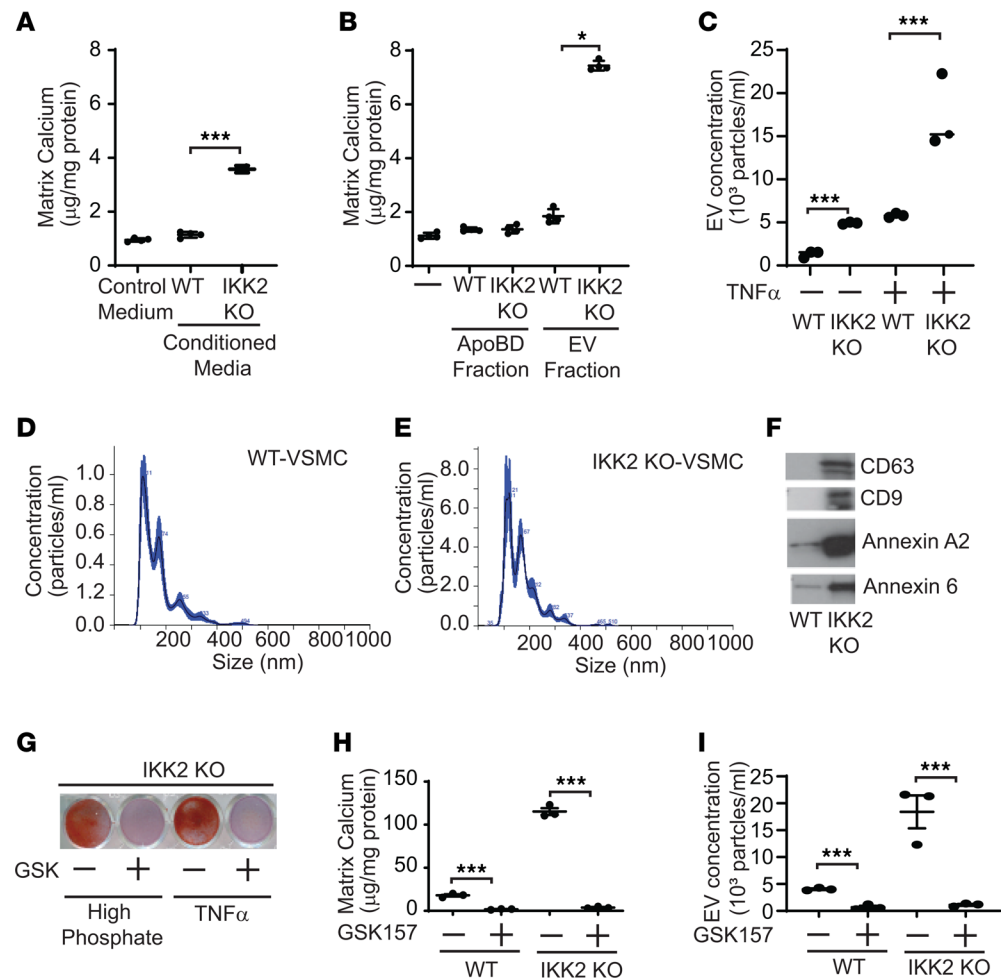 A
8
6
4
2
0
Matrix Calcium
(µg/mg protein)
***
Control WT IKK2
Medium KO
Conditioned
Media
B
8
6
4
2
0
Matrix Calcium
(µg/mg protein)
*
— WT IKK2 WT IKK2
KO KO
ApoBD EV
Fraction Fraction
C
25
20
15
10
5
0
EV concentration
(10³ partcles/ml)
***
***
TNFα — — + +
WT IKK2 WT IKK2
KO KO
D
WT-VSMC
1.0
0.8
0.6
0.4
1.2
0.0
Concentration
(particles/ml)
200 400 600 8001000
Size (nm)
E
IKK2 KO-VSMC
8.0
6.0
4.0
2.0
0.0
Concentration
(particles/ml)
200 400 600 8001000
Size (nm)
F
CD63
CD9
Annexin A2
Annexin 6
WT IKK2
KO
G
IKK2 KO
GSK — + — +
High TNFα
Phosphate
H
150
100
50
0
Matrix Calcium
(µg/mg protein)
***
***
GSK157 — + — +
WT IKK2 KO
I
25
20
15
10
5
0
EV concentration
(10³ partcles/ml)
***
***
GSK157 — + — +
WT IKK2 KO